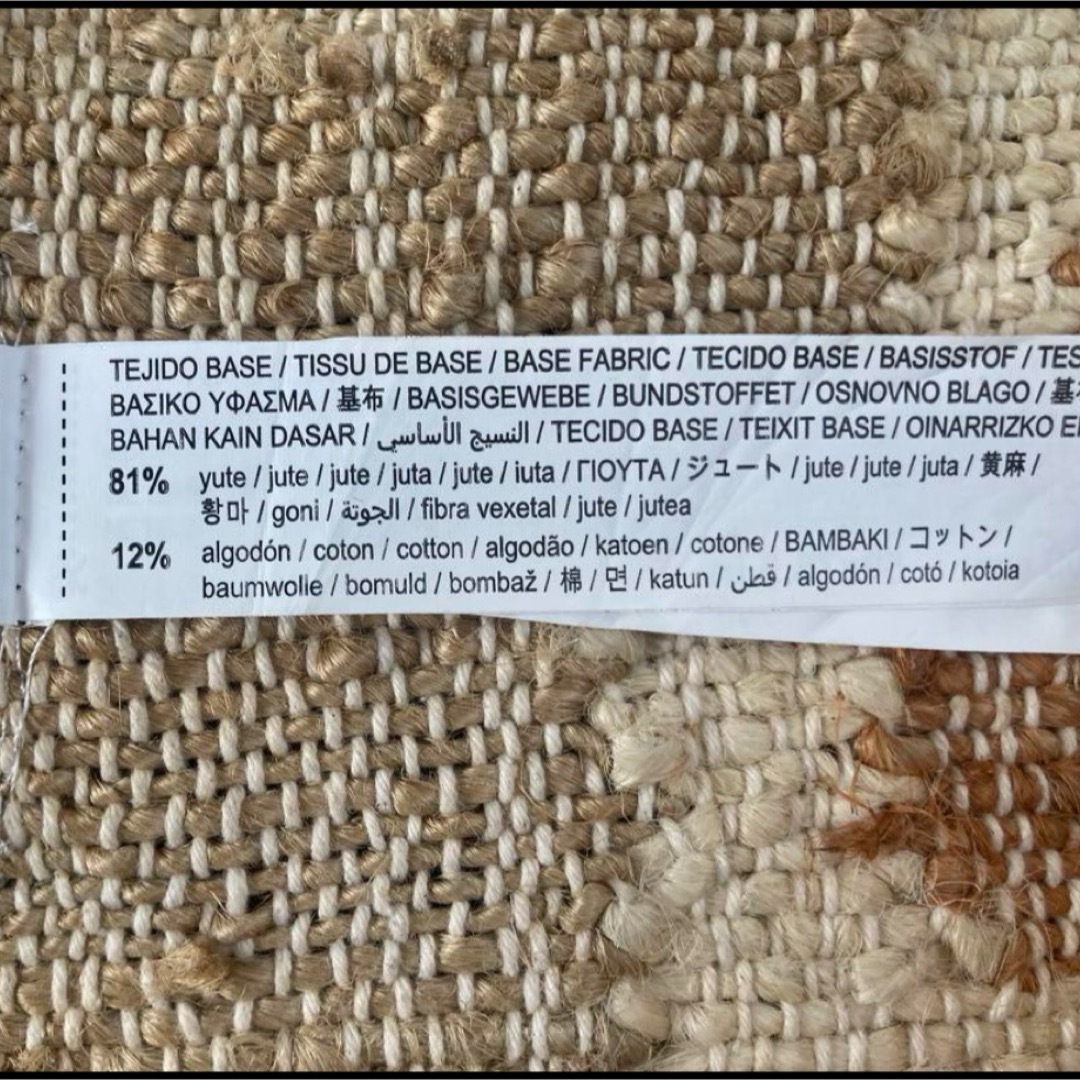 TEJIDO BASE / TISSU DE BASE / BASE FABRIC / TECIDO BASE / BASISSTOF / TES
ΒΑΣΙΚΟ ΥΦΑΣΜΑ / 基布 / BASISGEWEBE / BUNDSTOFFET / OSNOVNO BLAGO / 基
BAHAN KAIN DASAR / النسيج الأساسي / TECIDO BASE / TEIXIT BASE / OINARRIZKO E
81% yute / jute / jute / juta / jute / iuta / ΓΙΟΥΤΑ / ジュート / jute / jute / juta / 黄麻 /
황마 / goni / الجوتة / fibra vexetal / jute / jutea
12% algodón / coton / cotton / algodão / katoen / cotone / BAMBAKI / コットン /
baumwolle / bomuld / bombaž / 棉 / 면 / katun / قطن / algodón / cotó / kotoia